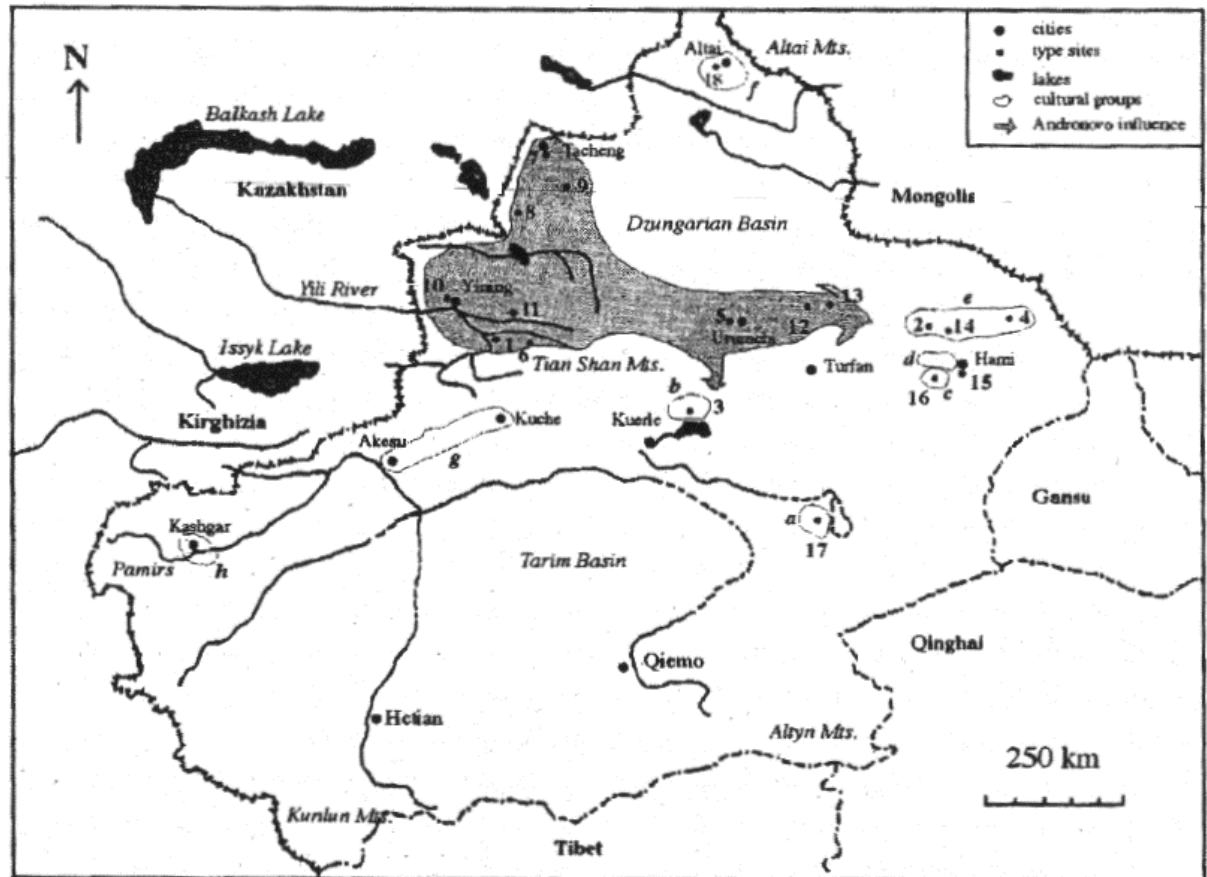 N
Balkash Lake
Kazakhstan
Altai
18
Altai Mts.
cities
type sites
lakes
cultural groups
Andronovo influence
7
Tacheng
9
8
Mongolis
Dzungarian Basin
Yili River
10
Yining
11
5
Urumera
12
13
e
2
14
4
1
6
Issyk Lake
Tian Shan Mts.
Turfan
d
Hami
15
16
c
b
3
Kirghizia
Kuche
Kuerle
Akesu
g
Gansu
a
17
Kashgar
Pamirs
h
Tarim Basin
Qinghai
Qiemo
Hetian
Altyn Mts.
250 km
Kunlun Mts.
Tibet